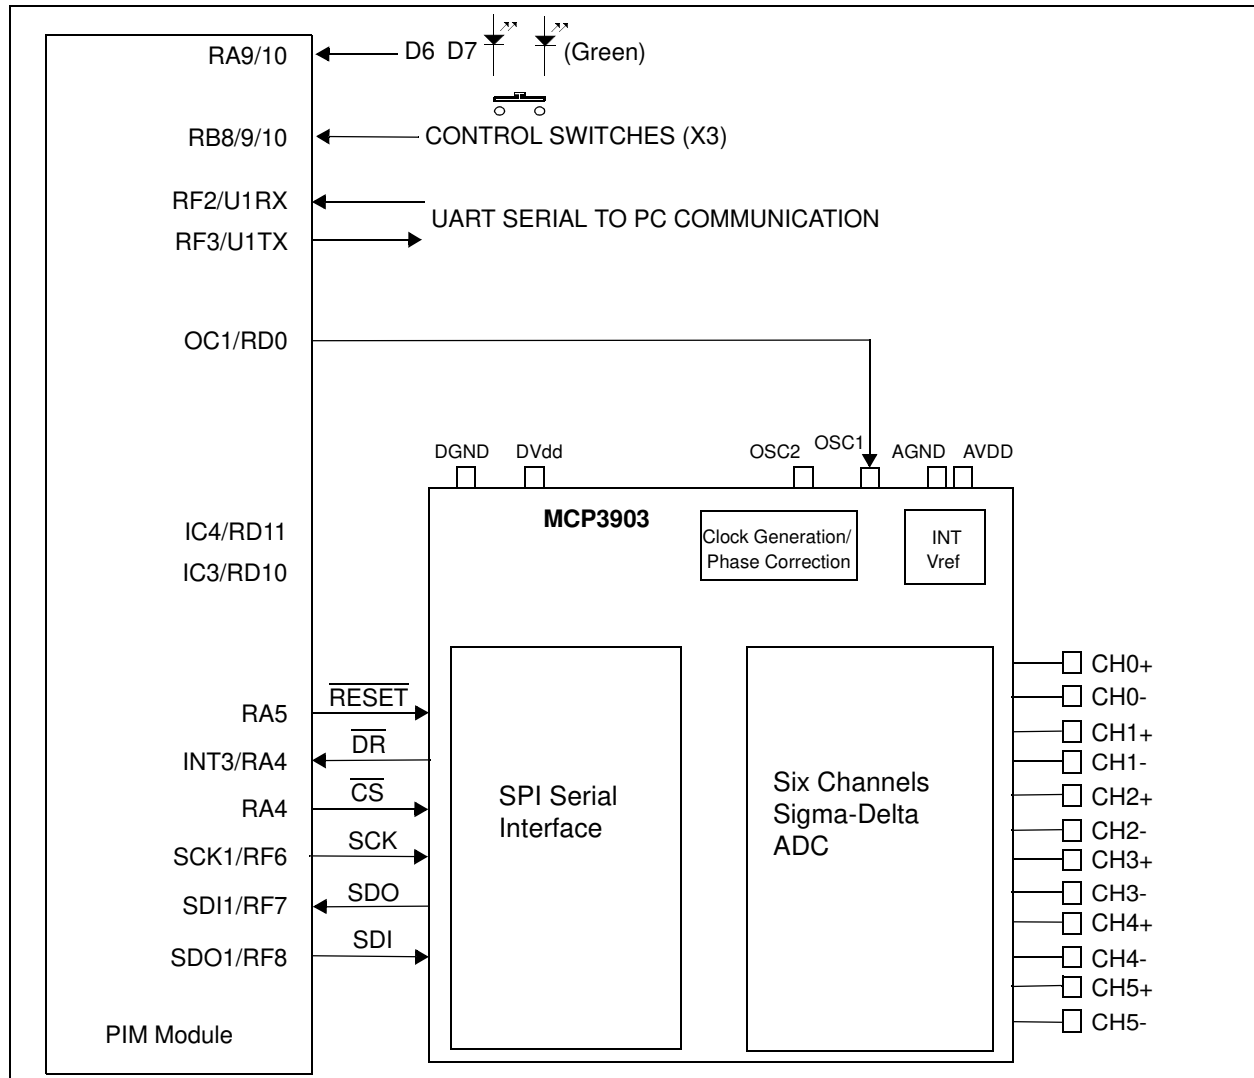 RA9/10
D6 D7
(Green)
RB8/9/10
CONTROL SWITCHES (X3)
RF2/U1RX
UART SERIAL TO PC COMMUNICATION
RF3/U1TX
OC1/RD0
DGND
DVdd
OSC2
OSC1
AGND
AVDD
MCP3903
Clock Generation/
Phase Correction
INT
Vref
IC4/RD11
IC3/RD10
RA5
RESET
INT3/RA4
DR
RA4
CS
SCK1/RF6
SCK
SDI1/RF7
SDO
SDO1/RF8
SDI
SPI Serial
Interface
Six Channels
Sigma-Delta
ADC
CH0+
CH0-
CH1+
CH1-
CH2+
CH2-
CH3+
CH3-
CH4+
CH4-
CH5+
CH5-
PIM Module